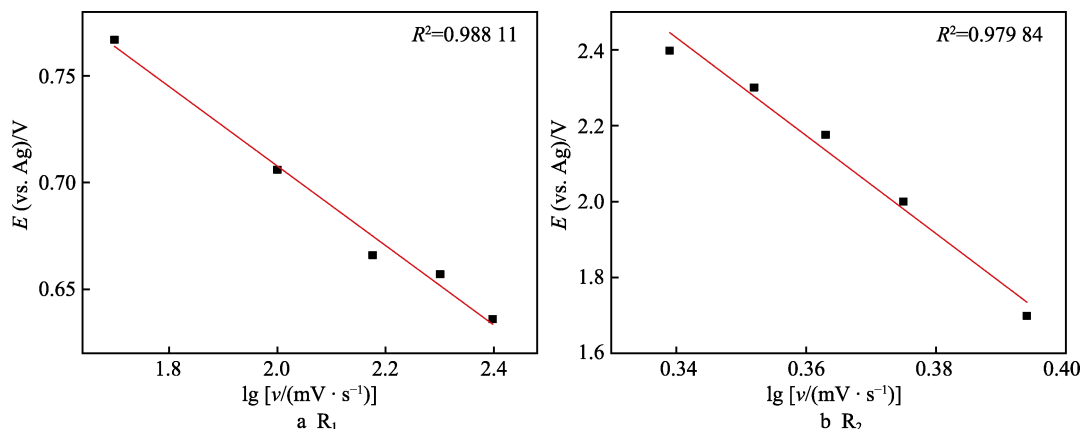 R²=0.988 11
0.75
0.70
0.65
E (vs. Ag)/V
1.8 2.0 2.2 2.4
lg [v/(mV · s⁻¹)]
a R₁
R²=0.979 84
2.4
2.2
2.0
1.8
1.6
E (vs. Ag)/V
0.34 0.36 0.38 0.40
lg [v/(mV · s⁻¹)]
b R₂